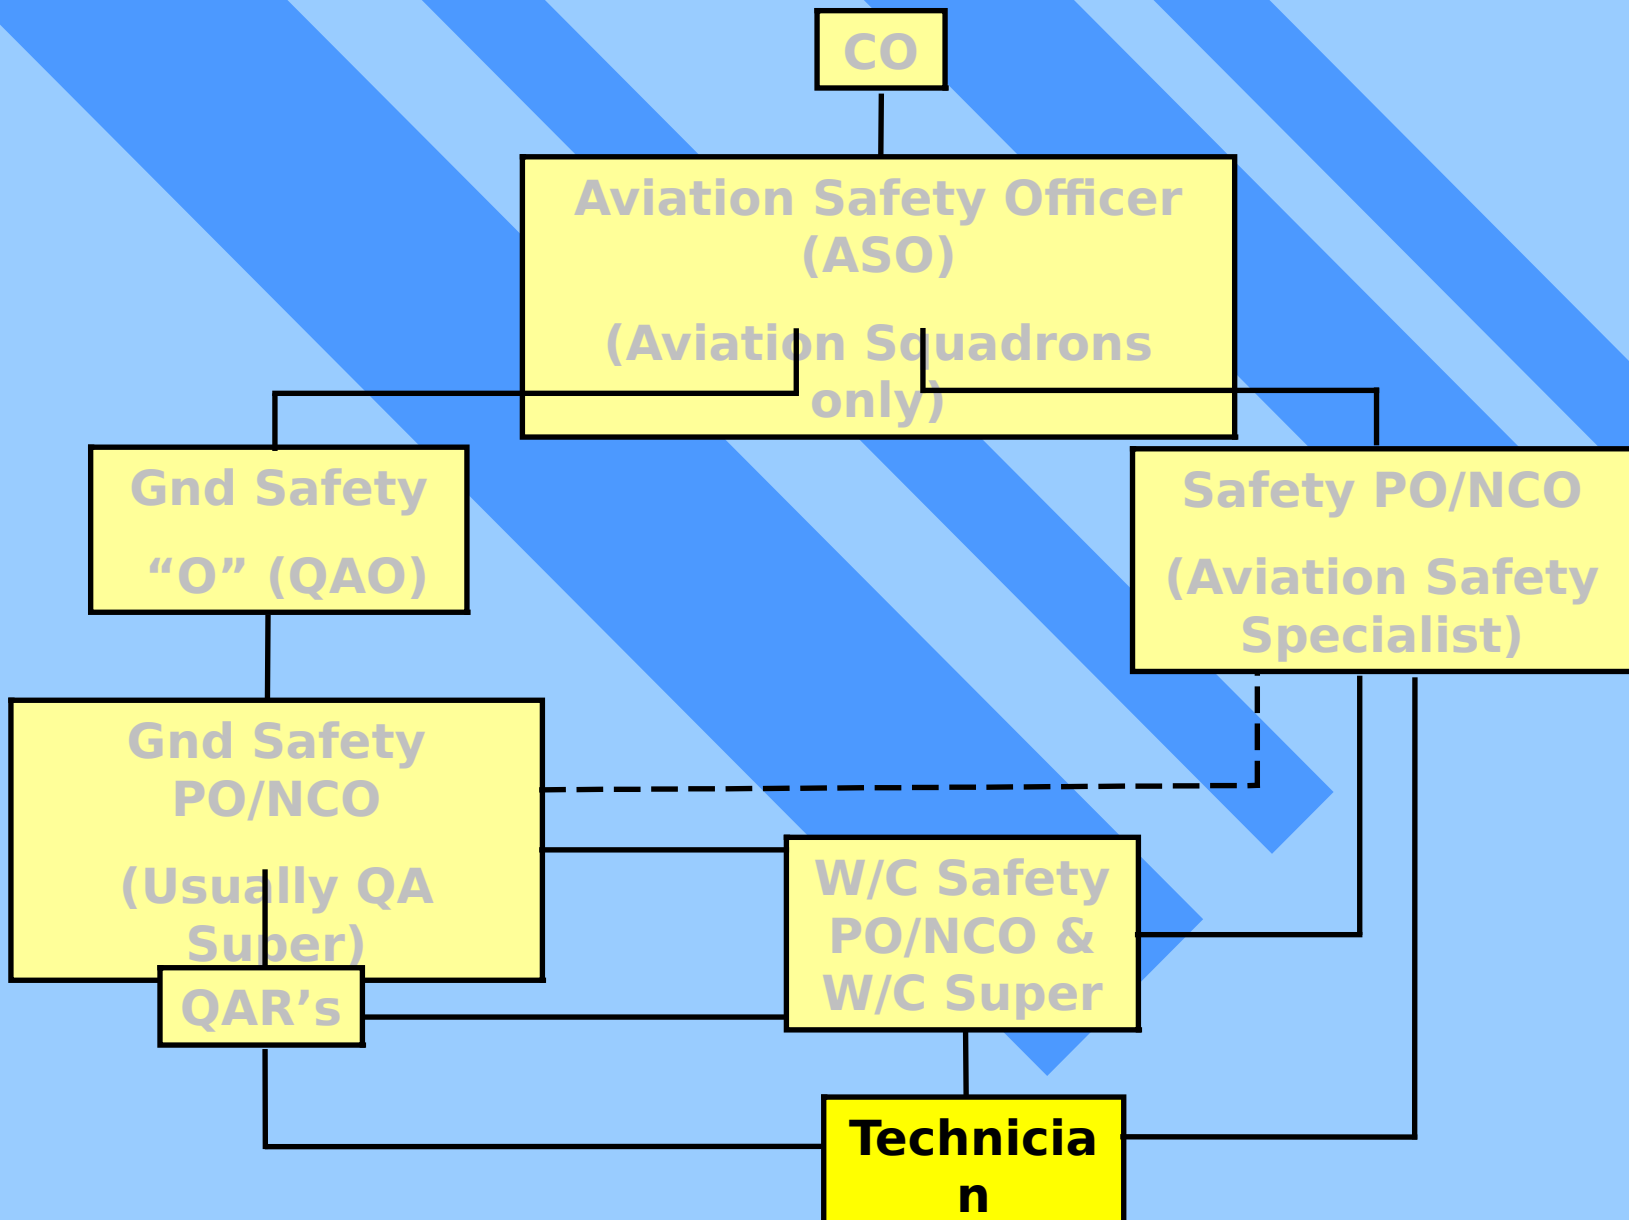 CO
Aviation Safety Officer
(ASO)
(Aviation Squadrons
only)
Gnd Safety
“O” (QAO)
Safety PO/NCO
(Aviation Safety
Specialist)
Gnd Safety
PO/NCO
(Usually QA
Super)
QAR’s
W/C Safety
PO/NCO &
W/C Super
Technicia
n